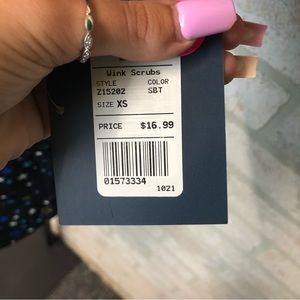 Wink Scrubs
STYLE COLOR
Z15202 SBT
SIZE XS
PRICE $16.99
01573334
1021